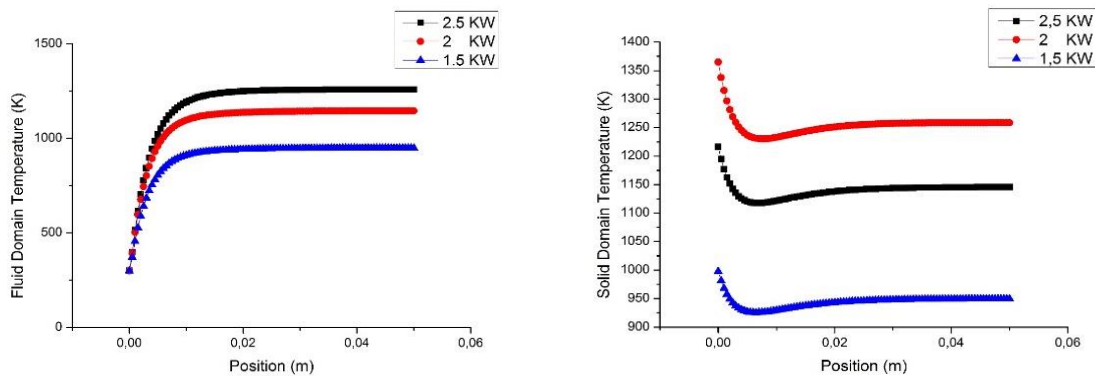 2.5 KW
2 KW
1.5 KW
1500
1000
500
0
0,00
0,02
0,04
0,06
Fluid Domain Temperature (K)
Position (m)
2,5 KW
2 KW
1,5 KW
1400
1350
1300
1250
1200
1150
1100
1050
1000
950
900
0,00
0,02
0,04
0,06
Solid Domain Temperature (K)
Position (m)